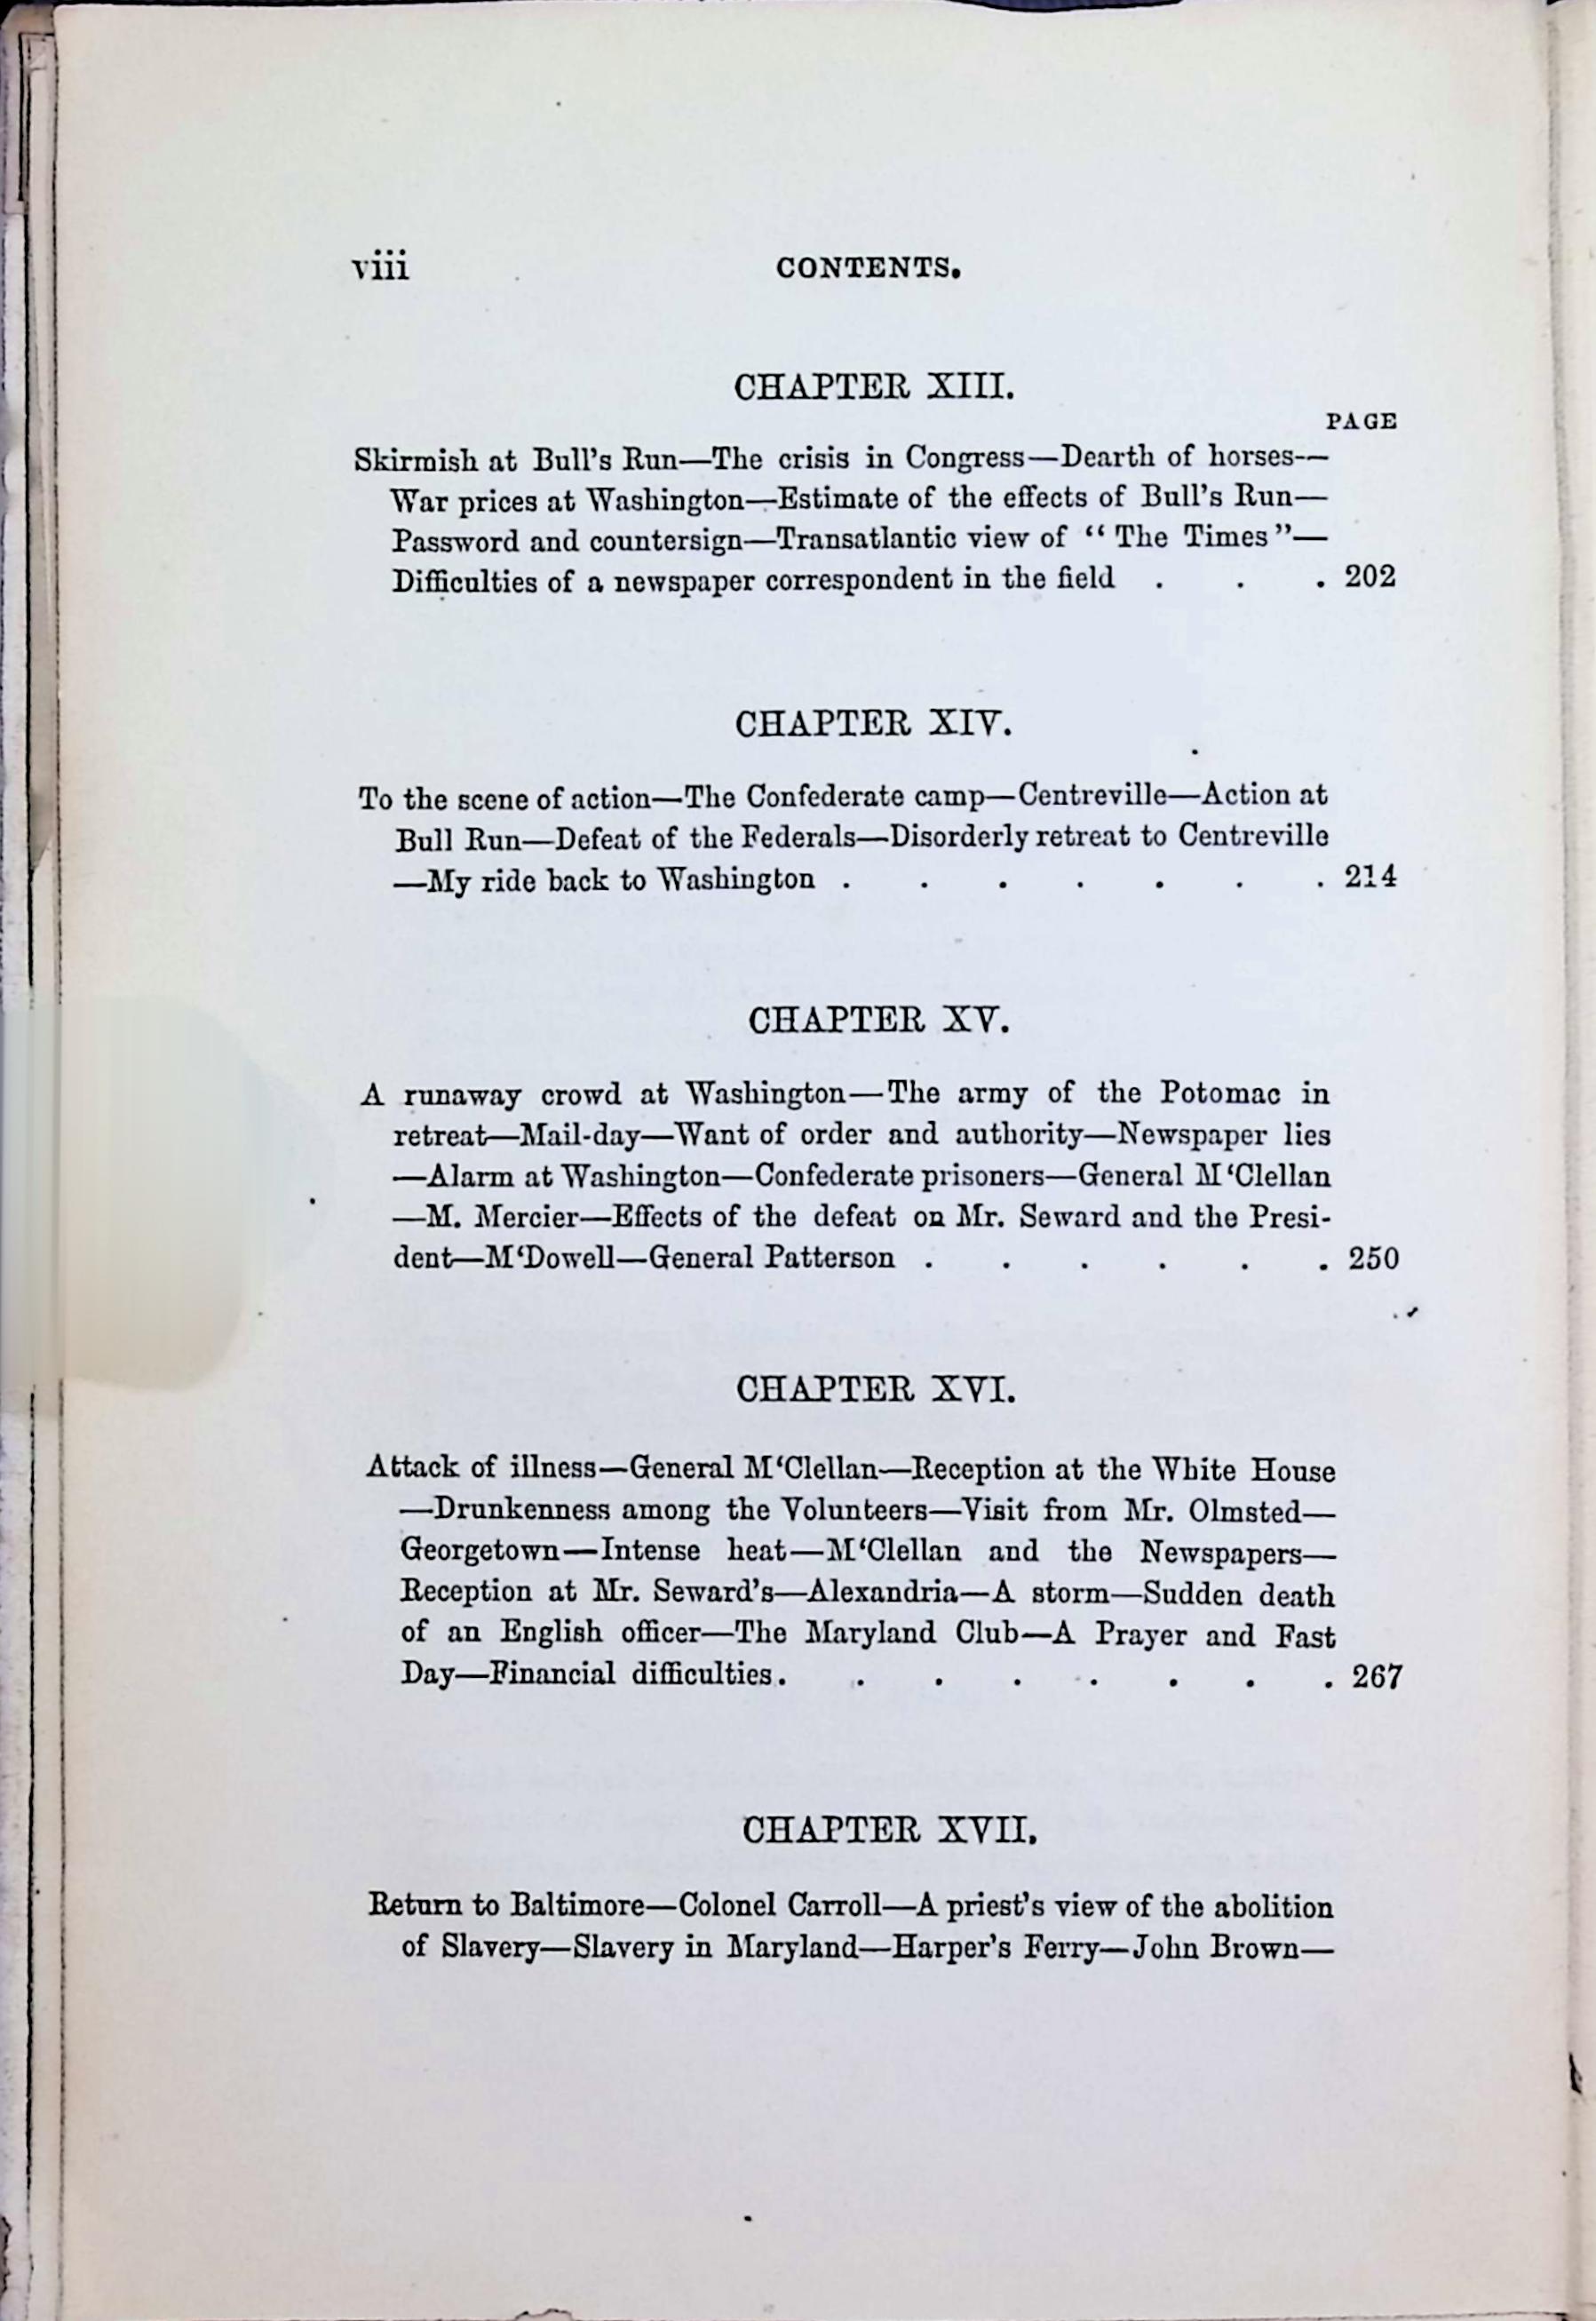 viii CONTENTS.
CHAPTER XIII.
PAGE
Skirmish at Bull's Run—The crisis in Congress—Dearth of horses—
War prices at Washington—Estimate of the effects of Bull's Run—
Password and countersign—Transatlantic view of “ The Times ”—
Difficulties of a newspaper correspondent in the field . . . 202
CHAPTER XIV.
To the scene of action—The Confederate camp—Centreville—Action at
Bull Run—Defeat of the Federals—Disorderly retreat to Centreville
—My ride back to Washington . . . . . . . 214
CHAPTER XV.
A runaway crowd at Washington—The army of the Potomac in
retreat—Mail-day—Want of order and authority—Newspaper lies
—Alarm at Washington—Confederate prisoners—General M‘Clellan
—M. Mercier—Effects of the defeat on Mr. Seward and the Presi-
dent—M‘Dowell—General Patterson . . . . . . 250
CHAPTER XVI.
Attack of illness—General M‘Clellan—Reception at the White House
—Drunkenness among the Volunteers—Visit from Mr. Olmsted—
Georgetown—Intense heat—M‘Clellan and the Newspapers—
Reception at Mr. Seward's—Alexandria—A storm—Sudden death
of an English officer—The Maryland Club—A Prayer and Fast
Day—Financial difficulties. . . . . . . . 267
CHAPTER XVII.
Return to Baltimore—Colonel Carroll—A priest's view of the abolition
of Slavery—Slavery in Maryland—Harper's Ferry—John Brown—